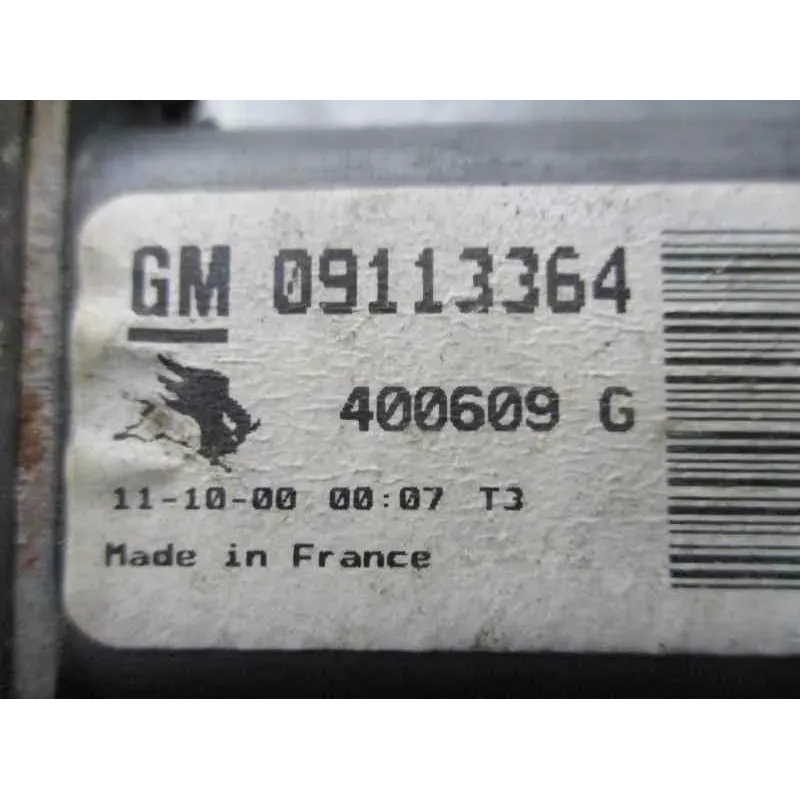 GM 09113364
400609 G
11-10-00 00:07 T3
Made in France